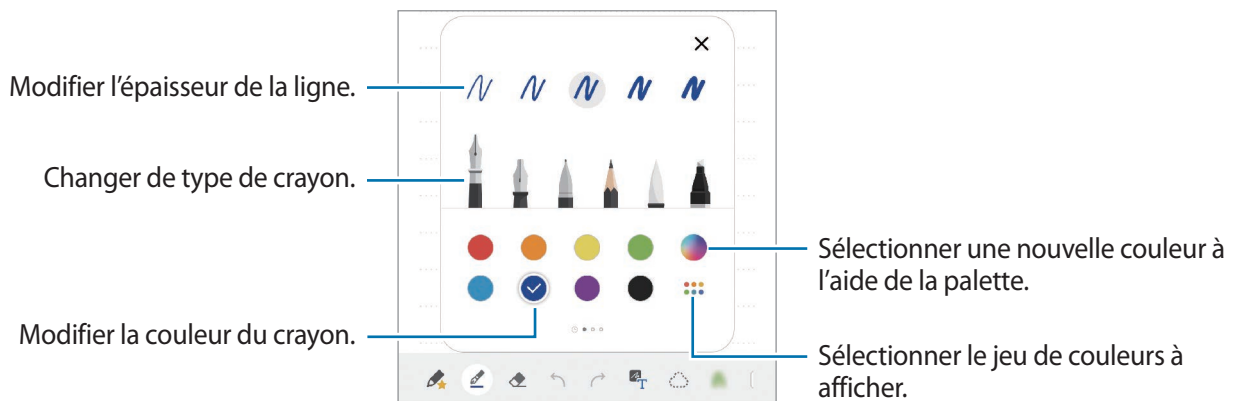 Modifier l'épaisseur de la ligne.
Changer de type de crayon.
Modifier la couleur du crayon.
Sélectionner une nouvelle couleur à
l'aide de la palette.
Sélectionner le jeu de couleurs à
afficher.
T